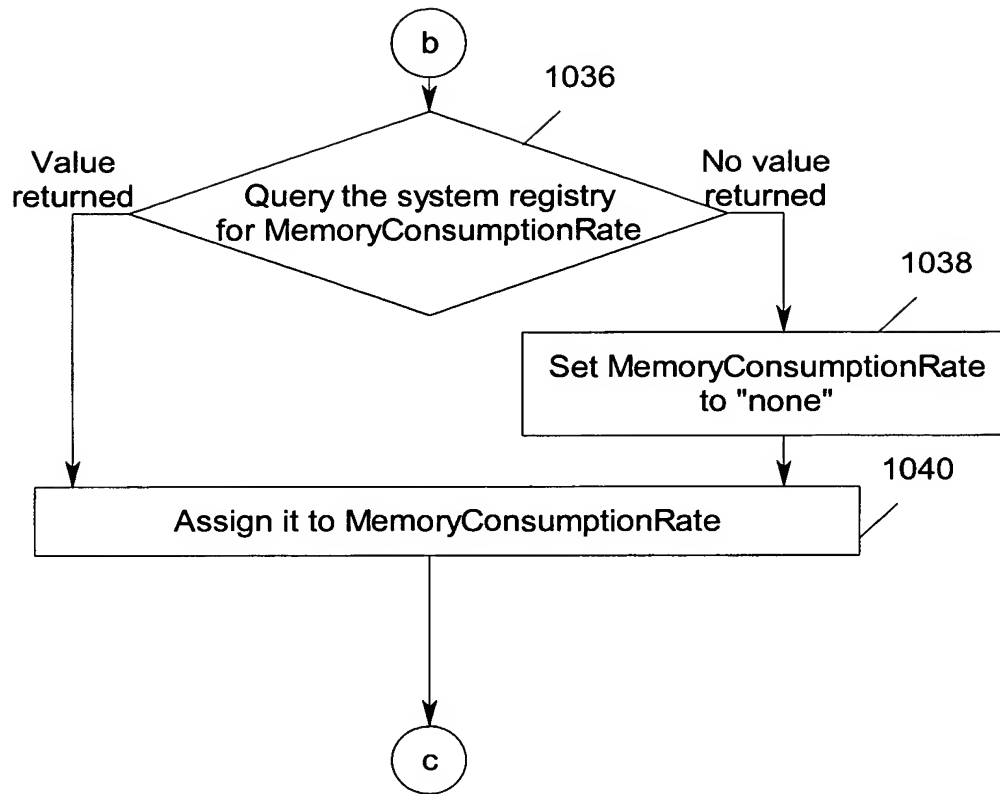 b
1036
Value
returned
No value
returned
Query the system registry
for MemoryConsumptionRate
1038
Set MemoryConsumptionRate
to "none"
1040
Assign it to MemoryConsumptionRate
c